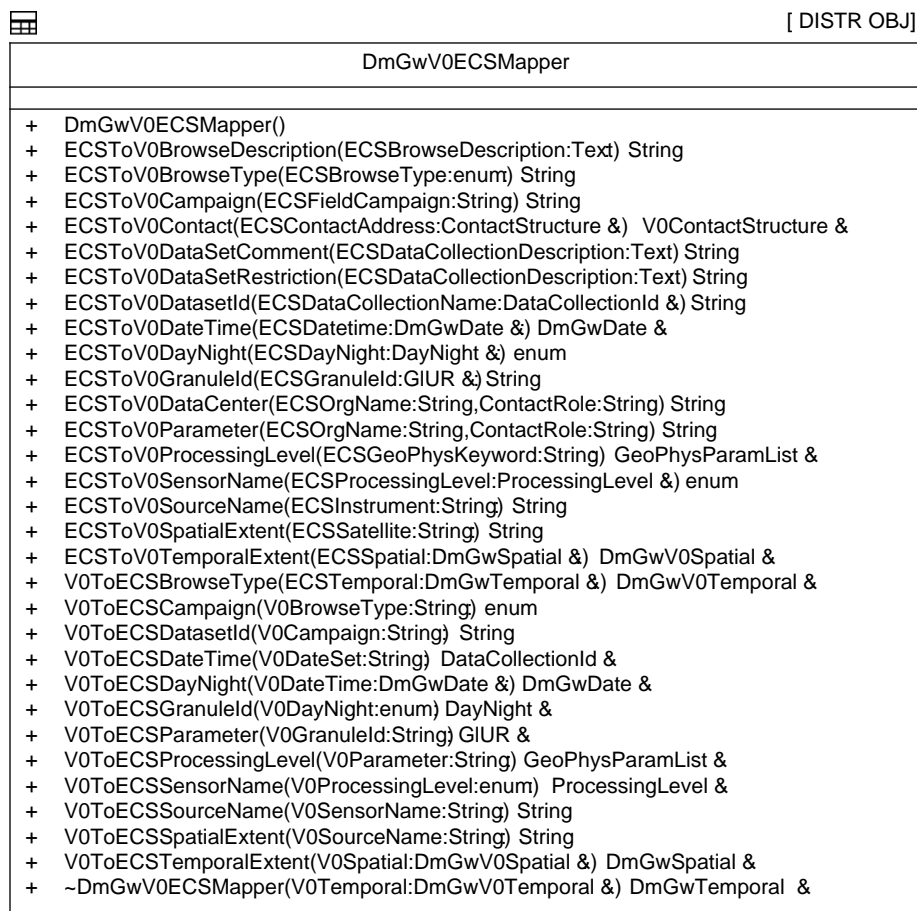 [ DISTR OBJ]
DmGwV0ECSMapper
+ DmGwV0ECSMapper()
+ ECSToV0BrowseDescription(ECSBrowseDescription:Text) String
+ ECSToV0BrowseType(ECSBrowseType:enum) String
+ ECSToV0Campaign(ECSFieldCampaign:String) String
+ ECSToV0Contact(ECSContactAddress:ContactStructure &) V0ContactStructure &
+ ECSToV0DataSetComment(ECSDataCollectionDescription:Text) String
+ ECSToV0DataSetRestriction(ECSDataCollectionDescription:Text) String
+ ECSToV0DatasetId(ECSDataCollectionName:DataCollectionId &) String
+ ECSToV0DateTime(ECSDatetime:DmGwDate &) DmGwDate &
+ ECSToV0DayNight(ECSDayNight:DayNight &) enum
+ ECSToV0GranuleId(ECSGranuleId:GlUR &) String
+ ECSToV0DataCenter(ECSOrgName:String,ContactRole:String) String
+ ECSToV0Parameter(ECSOrgName:String,ContactRole:String) String
+ ECSToV0ProcessingLevel(ECSGeoPhysKeyword:String) GeoPhysParamList &
+ ECSToV0SensorName(ECSProcessingLevel:ProcessingLevel &) enum
+ ECSToV0SourceName(ECSInstrument:String) String
+ ECSToV0SpatialExtent(ECSSatellite:String) String
+ ECSToV0TemporalExtent(ECSSpatial:DmGwSpatial &) DmGwV0Spatial &
+ V0ToECSBrowseType(ECSTemporal:DmGwTemporal &) DmGwV0Temporal &
+ V0ToECSCampaign(V0BrowseType:String) enum
+ V0ToECSDatasetId(V0Campaign:String) String
+ V0ToECSDateTime(V0DateSet:String) DataCollectionId &
+ V0ToECSDayNight(V0DateTime:DmGwDate &) DmGwDate &
+ V0ToECSGranuleId(V0DayNight:enum) DayNight &
+ V0ToECSParameter(V0GranuleId:String) GlUR &
+ V0ToECSProcessingLevel(V0Parameter:String) GeoPhysParamList &
+ V0ToECSSensorName(V0ProcessingLevel:enum) ProcessingLevel &
+ V0ToECSSourceName(V0SensorName:String) String
+ V0ToECSSpatialExtent(V0SourceName:String) String
+ V0ToECSTemporalExtent(V0Spatial:DmGwV0Spatial &) DmGwSpatial &
+ ~DmGwV0ECSMapper(V0Temporal:DmGwV0Temporal &) DmGwTemporal &